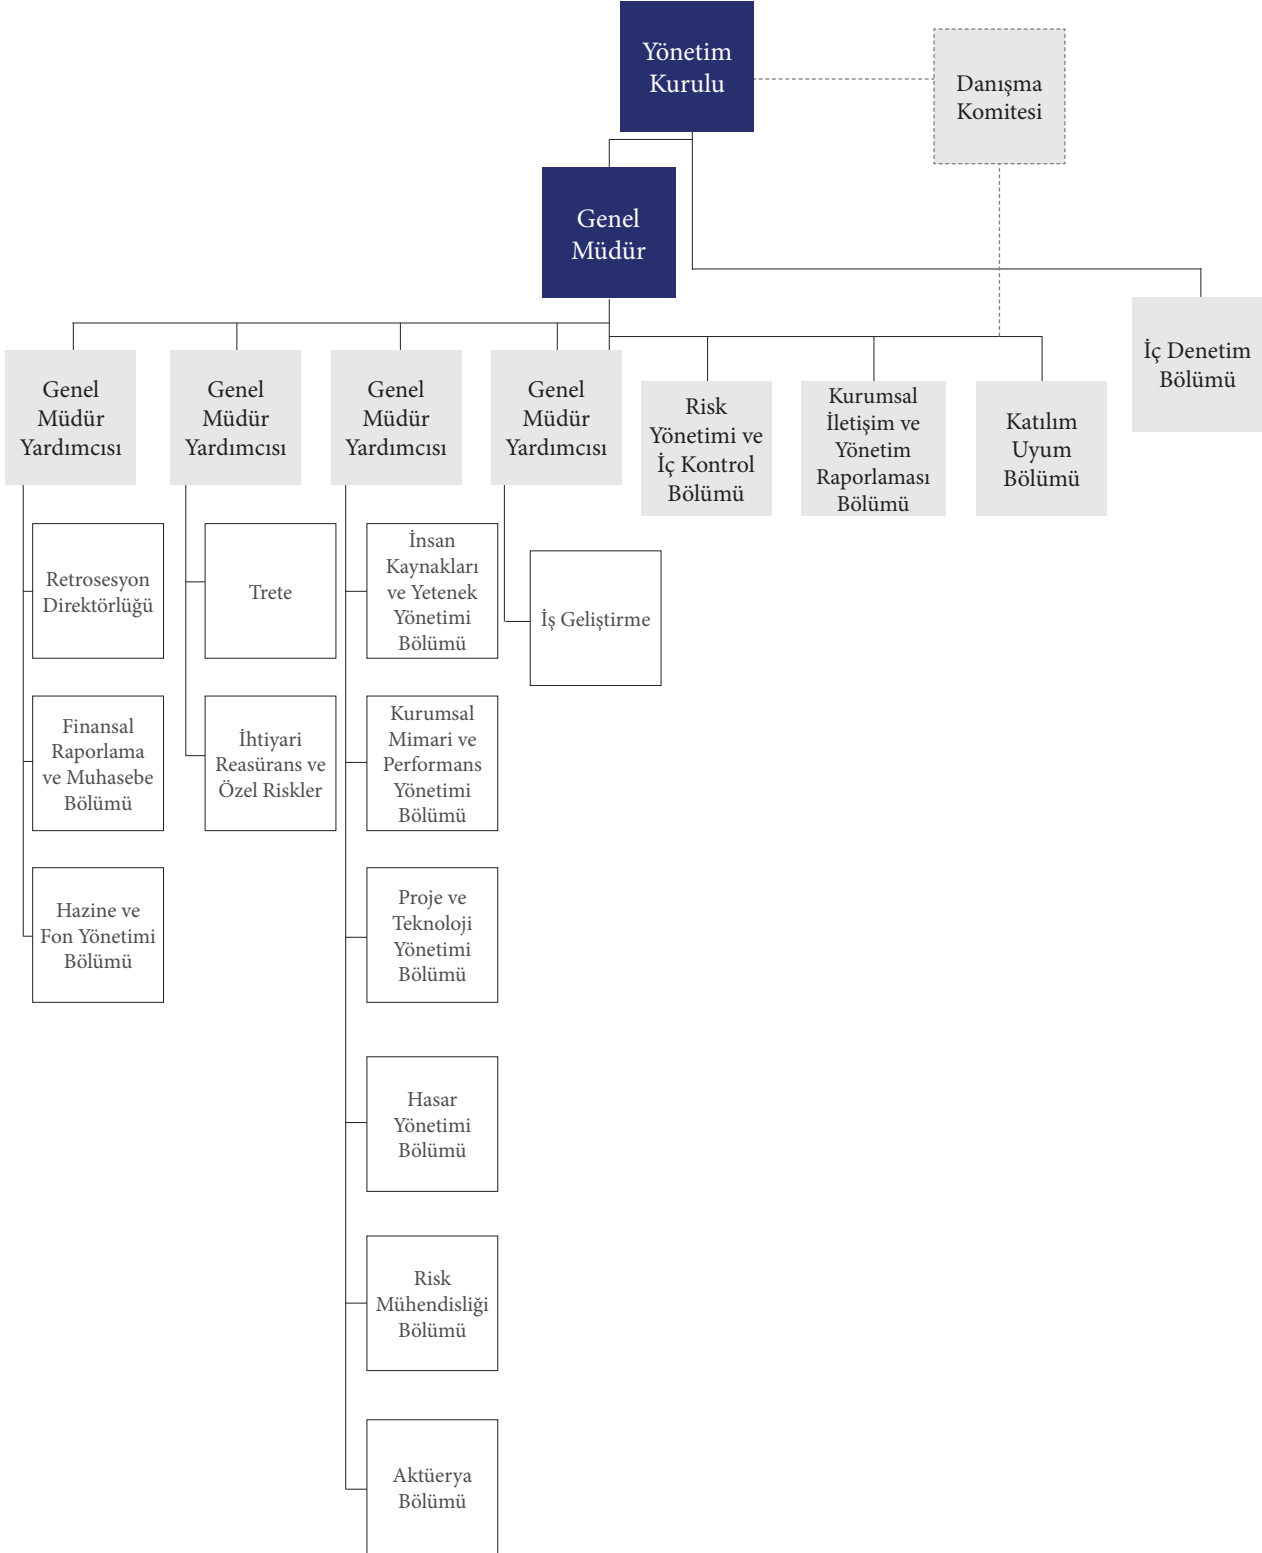 Yönetim
Kurulu
Danışma
Komitesi
Genel
Müdür
İç Denetim
Bölümü
Genel
Müdür
Yardımcısı
Genel
Müdür
Yardımcısı
Genel
Müdür
Yardımcısı
Genel
Müdür
Yardımcısı
Risk
Yönetimi ve
İç Kontrol
Bölümü
Kurumsal
İletişim ve
Yönetim
Raporlaması
Bölümü
Katılım
Uyum
Bölümü
Retrosesyon
Direktörlüğü
Finansal
Raporlama
ve Muhasebe
Bölümü
Hazine ve
Fon Yönetimi
Bölümü
Trete
İhtiyari
Reasürans ve
Özel Riskler
İnsan
Kaynakları
ve Yetenek
Yönetimi
Bölümü
Kurumsal
Mimari ve
Performans
Yönetimi
Bölümü
Proje ve
Teknoloji
Yönetimi
Bölümü
Hasar
Yönetimi
Bölümü
Risk
Mühendisliği
Bölümü
Aktüerya
Bölümü
İş Geliştirme